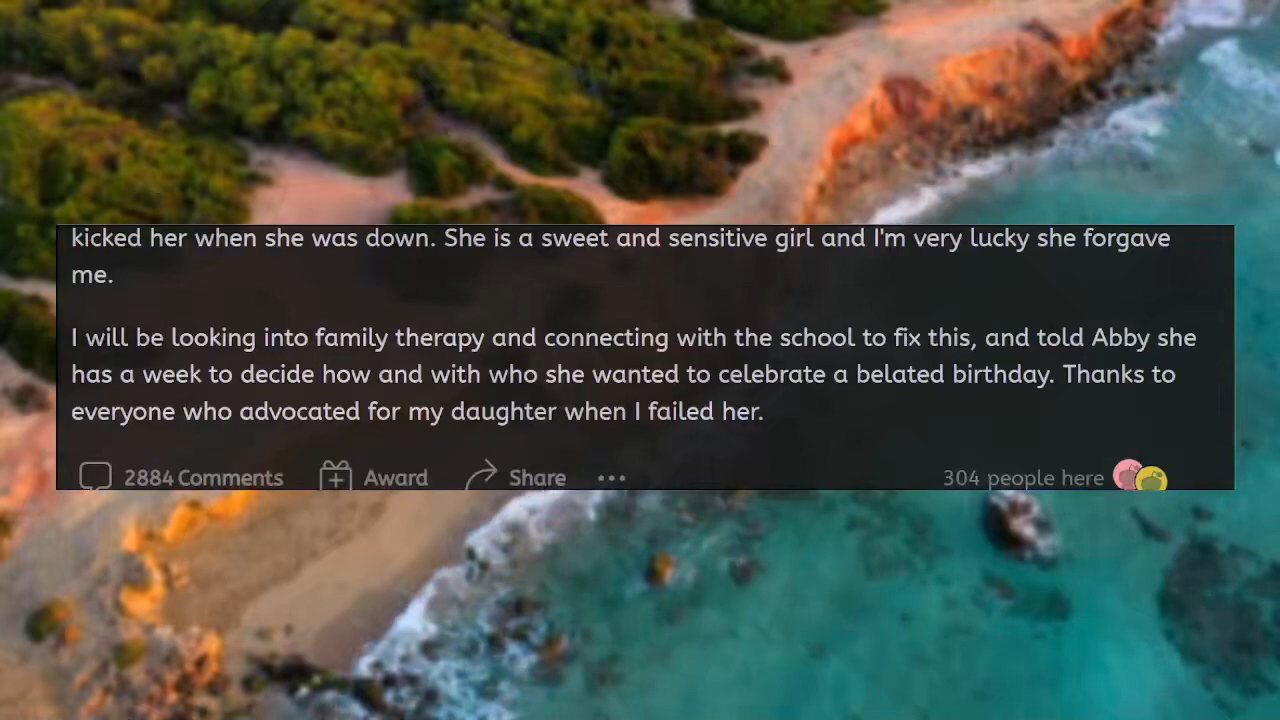 kicked her when she was down. She is a sweet and sensitive girl and I'm very lucky she forgave
me.
I will be looking into family therapy and connecting with the school to fix this, and told Abby she
has a week to decide how and with who she wanted to celebrate a belated birthday. Thanks to
everyone who advocated for my daughter when I failed her.
2884 Comments Award Share ••• 304 people here